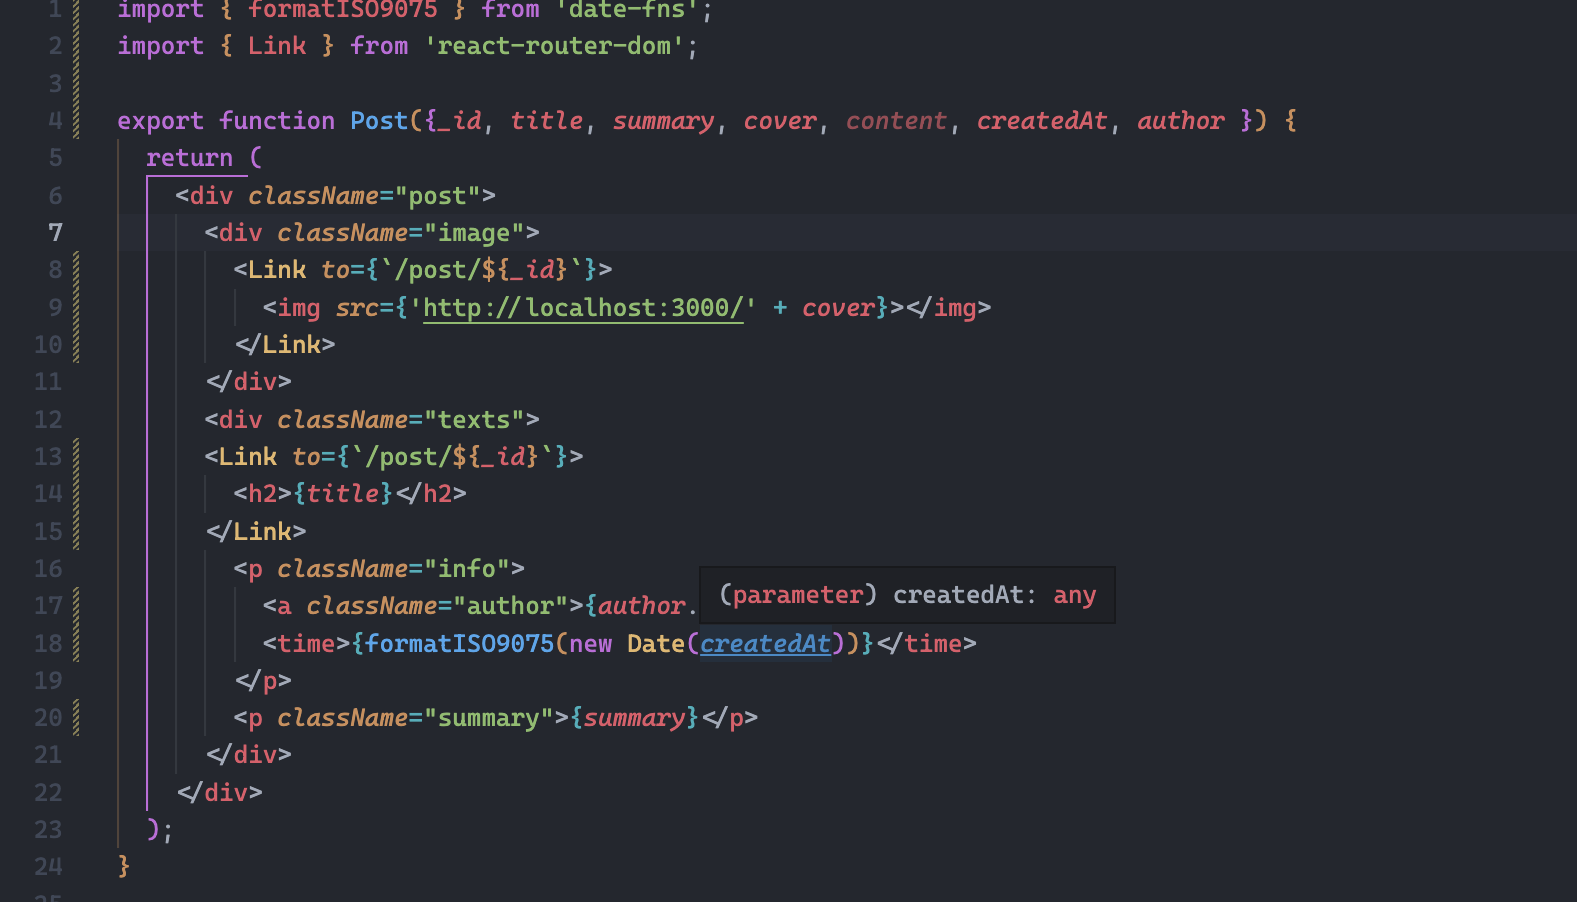 1 import { formatISO9075 } from 'date-fns';
2 import { Link } from 'react-router-dom';
3
4 export function Post({_id, title, summary, cover, content, createdAt, author }) {
5 return (
6 <div className="post">
7 <div className="image">
8 <Link to={`/post/${_id}`}>
9 <img src={'http://localhost:3000/' + cover}></img>
10 </Link>
11 </div>
12 <div className="texts">
13 <Link to={`/post/${_id}`}>
14 <h2>{title}</h2>
15 </Link>
16 <p className="info">
17 <a className="author">{author.
(parameter) createdAt: any
18 <time>{formatISO9075(new Date(createdAt))}</time>
19 </p>
20 <p className="summary">{summary}</p>
21 </div>
22 </div>
23 );
24 }